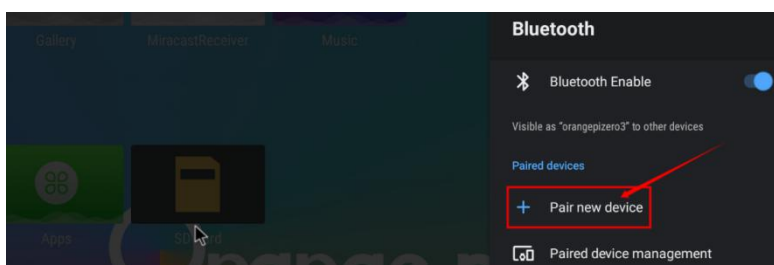 Gallery
MiracastReceiver
Music
Apps
SD Card
Bluetooth
Bluetooth Enable
Visible as "orangepizero3" to other devices
Paired devices
Pair new device
Paired device management